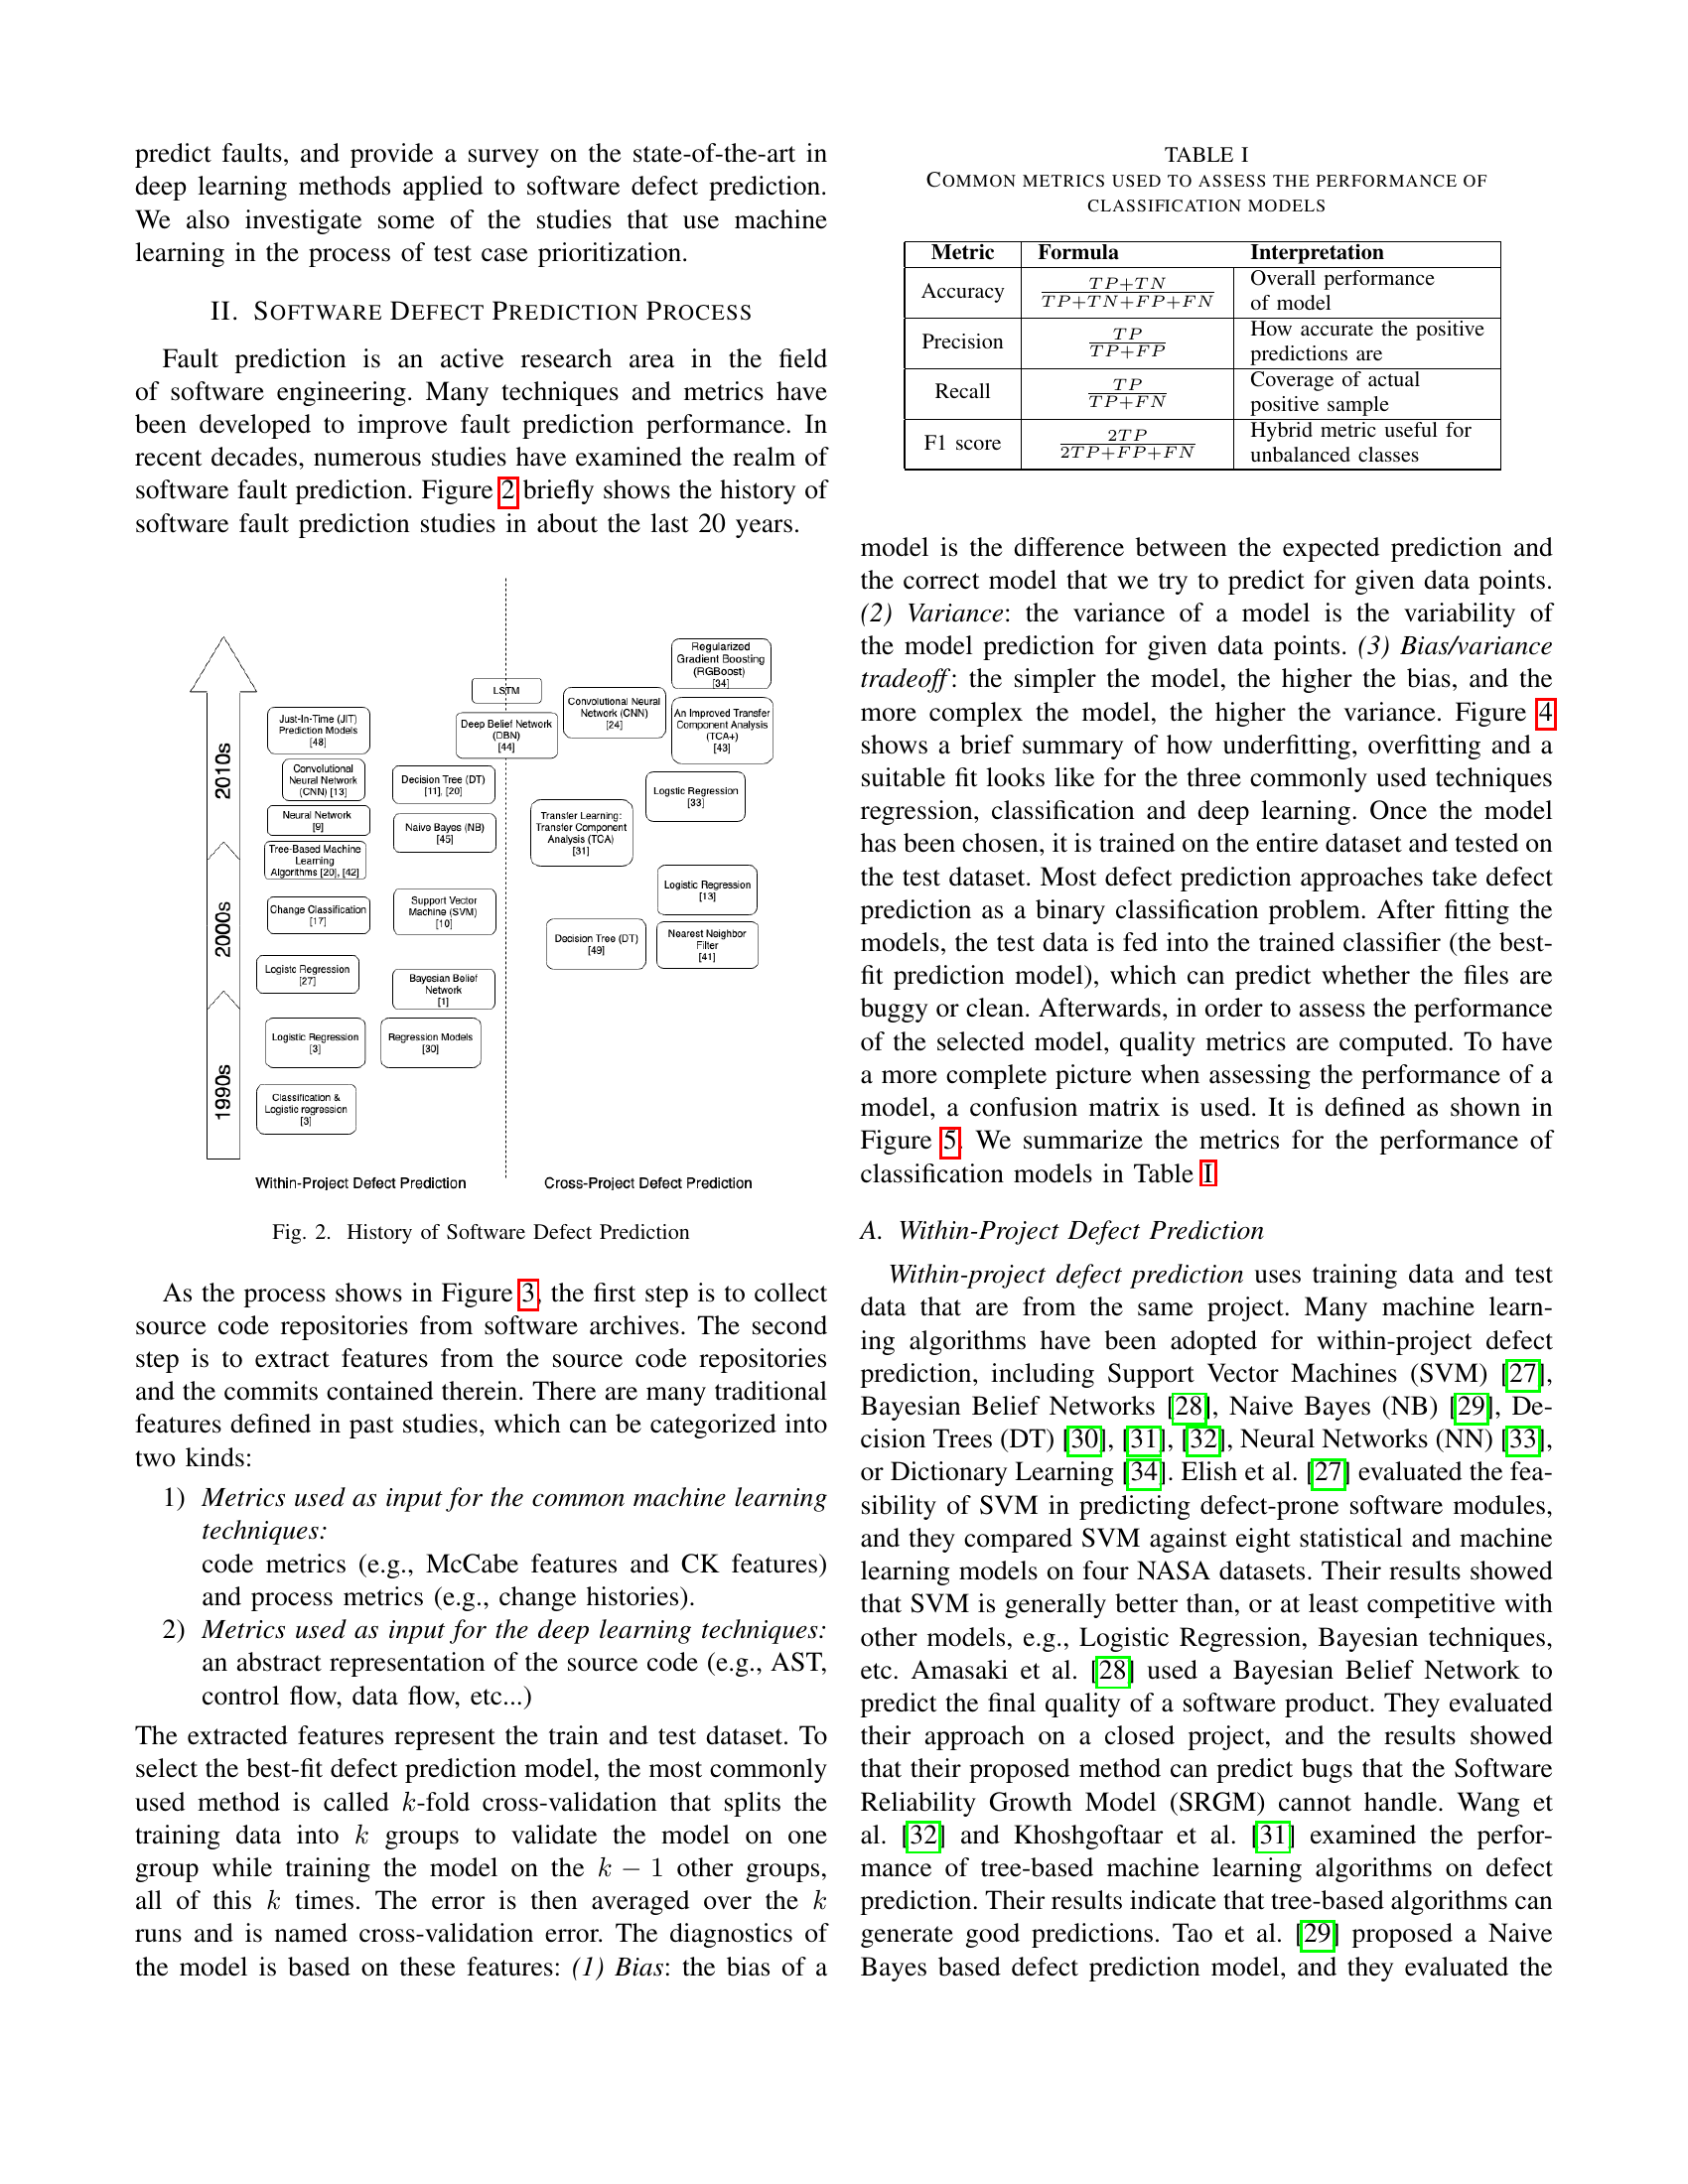 predict faults, and provide a survey on the state-of-the-art in
deep learning methods applied to software defect prediction.
We also investigate some of the studies that use machine
learning in the process of test case prioritization.
II. SOFTWARE DEFECT PREDICTION PROCESS
Fault prediction is an active research area in the field
of software engineering. Many techniques and metrics have
been developed to improve fault prediction performance. In
recent decades, numerous studies have examined the realm of
software fault prediction. Figure 2 briefly shows the history of
software fault prediction studies in about the last 20 years.
2010s
2000s
1990s
Just-In-Time (JIT)
Prediction Models
[48]
Convolutional
Neural Network
(CNN) [13]
Neural Network
[9]
Tree-Based Machine
Learning
Algorithms [20], [42]
Change Classification
[17]
Logistc Regression
[27]
Logistic Regression
[3]
Classification &
Logistic regression
[3]
Decision Tree (DT)
[11], [20]
Naive Bayes (NB)
[45]
Support Vector
Machine (SVM)
[10]
Bayesian Belief
Network
[1]
Regression Models
[30]
LSTM
Deep Belief Network
(DBN)
[44]
Convolutional Neural
Network (CNN)
[24]
Regularized
Gradient Boosting
(RGBoost)
[34]
An Improved Transfer
Component Analysis
(TCA+)
[43]
Logstic Regression
[33]
Transfer Learning:
Transfer Component
Analysis (TCA)
[31]
Logistic Regression
[13]
Decision Tree (DT)
[49]
Nearest Neighbor
Filter
[41]
Within-Project Defect Prediction
Cross-Project Defect Prediction
Fig. 2. History of Software Defect Prediction
As the process shows in Figure 3, the first step is to collect
source code repositories from software archives. The second
step is to extract features from the source code repositories
and the commits contained therein. There are many traditional
features defined in past studies, which can be categorized into
two kinds:
1) Metrics used as input for the common machine learning
techniques:
code metrics (e.g., McCabe features and CK features)
and process metrics (e.g., change histories).
2) Metrics used as input for the deep learning techniques:
an abstract representation of the source code (e.g., AST,
control flow, data flow, etc...)
The extracted features represent the train and test dataset. To
select the best-fit defect prediction model, the most commonly
used method is called k-fold cross-validation that splits the
training data into k groups to validate the model on one
group while training the model on the k − 1 other groups,
all of this k times. The error is then averaged over the k
runs and is named cross-validation error. The diagnostics of
the model is based on these features: (1) Bias: the bias of a
TABLE I
COMMON METRICS USED TO ASSESS THE PERFORMANCE OF
CLASSIFICATION MODELS
Metric Formula Interpretation
Accuracy TP+TN / TP+TN+FP+FN Overall performance
of model
Precision TP / TP+FP How accurate the positive
predictions are
Recall TP / TP+FN Coverage of actual
positive sample
F1 score 2TP / 2TP+FP+FN Hybrid metric useful for
unbalanced classes
model is the difference between the expected prediction and
the correct model that we try to predict for given data points.
(2) Variance: the variance of a model is the variability of
the model prediction for given data points. (3) Bias/variance
tradeoff: the simpler the model, the higher the bias, and the
more complex the model, the higher the variance. Figure 4
shows a brief summary of how underfitting, overfitting and a
suitable fit looks like for the three commonly used techniques
regression, classification and deep learning. Once the model
has been chosen, it is trained on the entire dataset and tested on
the test dataset. Most defect prediction approaches take defect
prediction as a binary classification problem. After fitting the
models, the test data is fed into the trained classifier (the best-
fit prediction model), which can predict whether the files are
buggy or clean. Afterwards, in order to assess the performance
of the selected model, quality metrics are computed. To have
a more complete picture when assessing the performance of a
model, a confusion matrix is used. It is defined as shown in
Figure 5. We summarize the metrics for the performance of
classification models in Table I
A. Within-Project Defect Prediction
Within-project defect prediction uses training data and test
data that are from the same project. Many machine learn-
ing algorithms have been adopted for within-project defect
prediction, including Support Vector Machines (SVM) [27],
Bayesian Belief Networks [28], Naive Bayes (NB) [29], De-
cision Trees (DT) [30], [31], [32], Neural Networks (NN) [33],
or Dictionary Learning [34]. Elish et al. [27] evaluated the fea-
sibility of SVM in predicting defect-prone software modules,
and they compared SVM against eight statistical and machine
learning models on four NASA datasets. Their results showed
that SVM is generally better than, or at least competitive with
other models, e.g., Logistic Regression, Bayesian techniques,
etc. Amasaki et al. [28] used a Bayesian Belief Network to
predict the final quality of a software product. They evaluated
their approach on a closed project, and the results showed
that their proposed method can predict bugs that the Software
Reliability Growth Model (SRGM) cannot handle. Wang et
al. [32] and Khoshgoftaar et al. [31] examined the perfor-
mance of tree-based machine learning algorithms on defect
prediction. Their results indicate that tree-based algorithms can
generate good predictions. Tao et al. [29] proposed a Naive
Bayes based defect prediction model, and they evaluated the